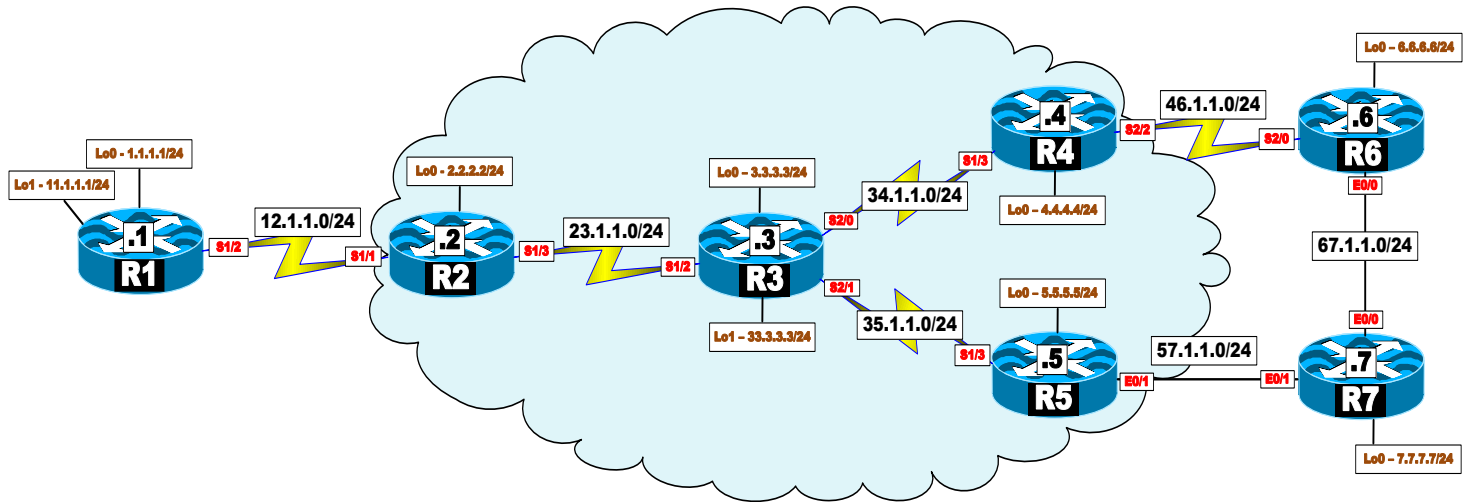 Lo0 - 6.6.6.6/24
.4
46.1.1.0/24
.6
S2/2
S2/0
R4
R6
Lo0 - 1.1.1.1/24
S1/3
E0/0
Lo1 - 11.1.1.1/24
Lo0 - 2.2.2.2/24
Lo0 – 3.3.3.3/24
34.1.1.0/24
Lo0 – 4.4.4.4/24
12.1.1.0/24
23.1.1.0/24
S2/0
.1
.2
.3
67.1.1.0/24
S1/2
S1/1
S1/3
S1/2
R1
R2
R3
S2/1
Lo0 - 5.5.5.5/24
E0/0
35.1.1.0/24
Lo1 – 33.3.3.3/24
S1/3
57.1.1.0/24
.5
.7
E0/1
E0/1
R5
R7
Lo0 – 7.7.7.7/24